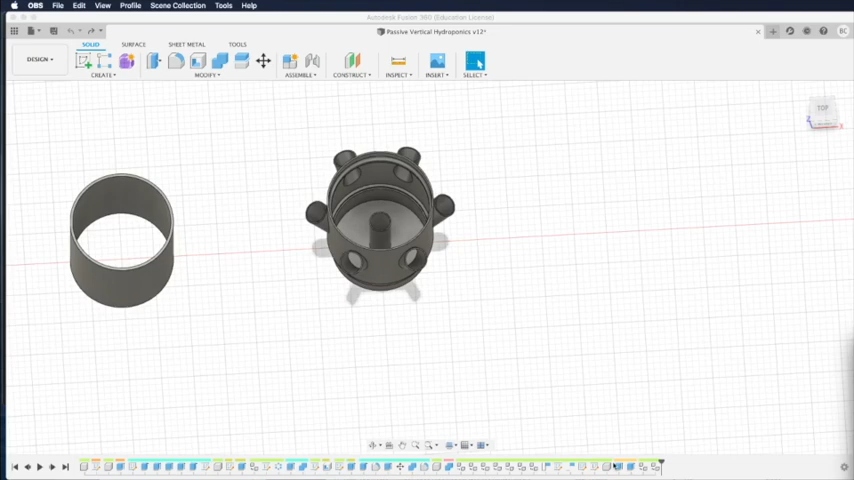 OBS File Edit View Profile Scene Collection Tools Help
Autodesk Fusion 360 (Education License)
Passive Vertical Hydroponics v12*
BC
SOLID SURFACE SHEET METAL TOOLS
DESIGN
CREATE MODIFY ASSEMBLE CONSTRUCT INSPECT INSERT SELECT
TOP
Z X